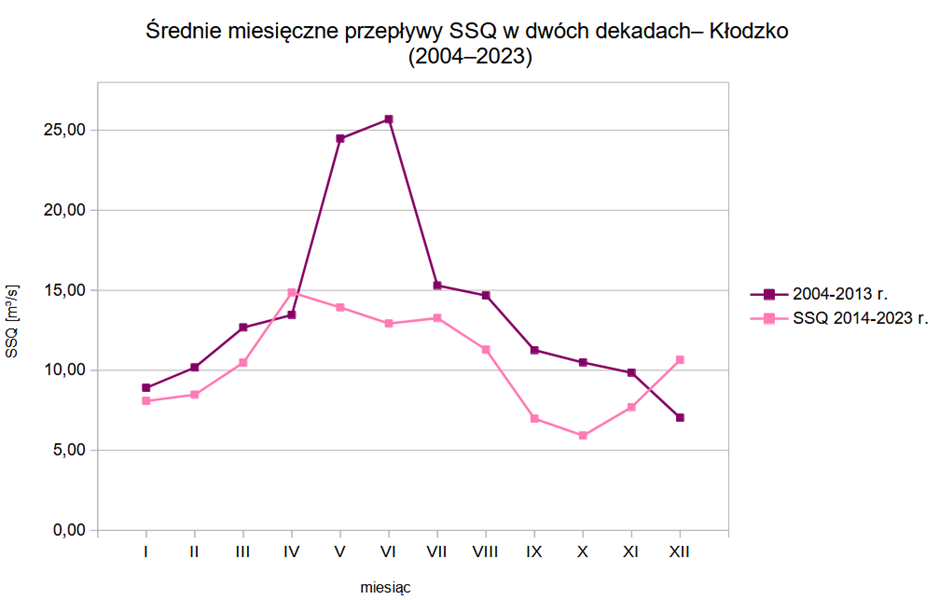 Średnie miesięczne przepływy SSQ w dwóch dekadach– Kłodzko
(2004–2023)
SSQ [m³/s]
25,00
20,00
15,00
10,00
5,00
0,00
I II III IV V VI VII VIII IX X XI XII
miesiąc
2004-2013 r.
SSQ 2014-2023 r.